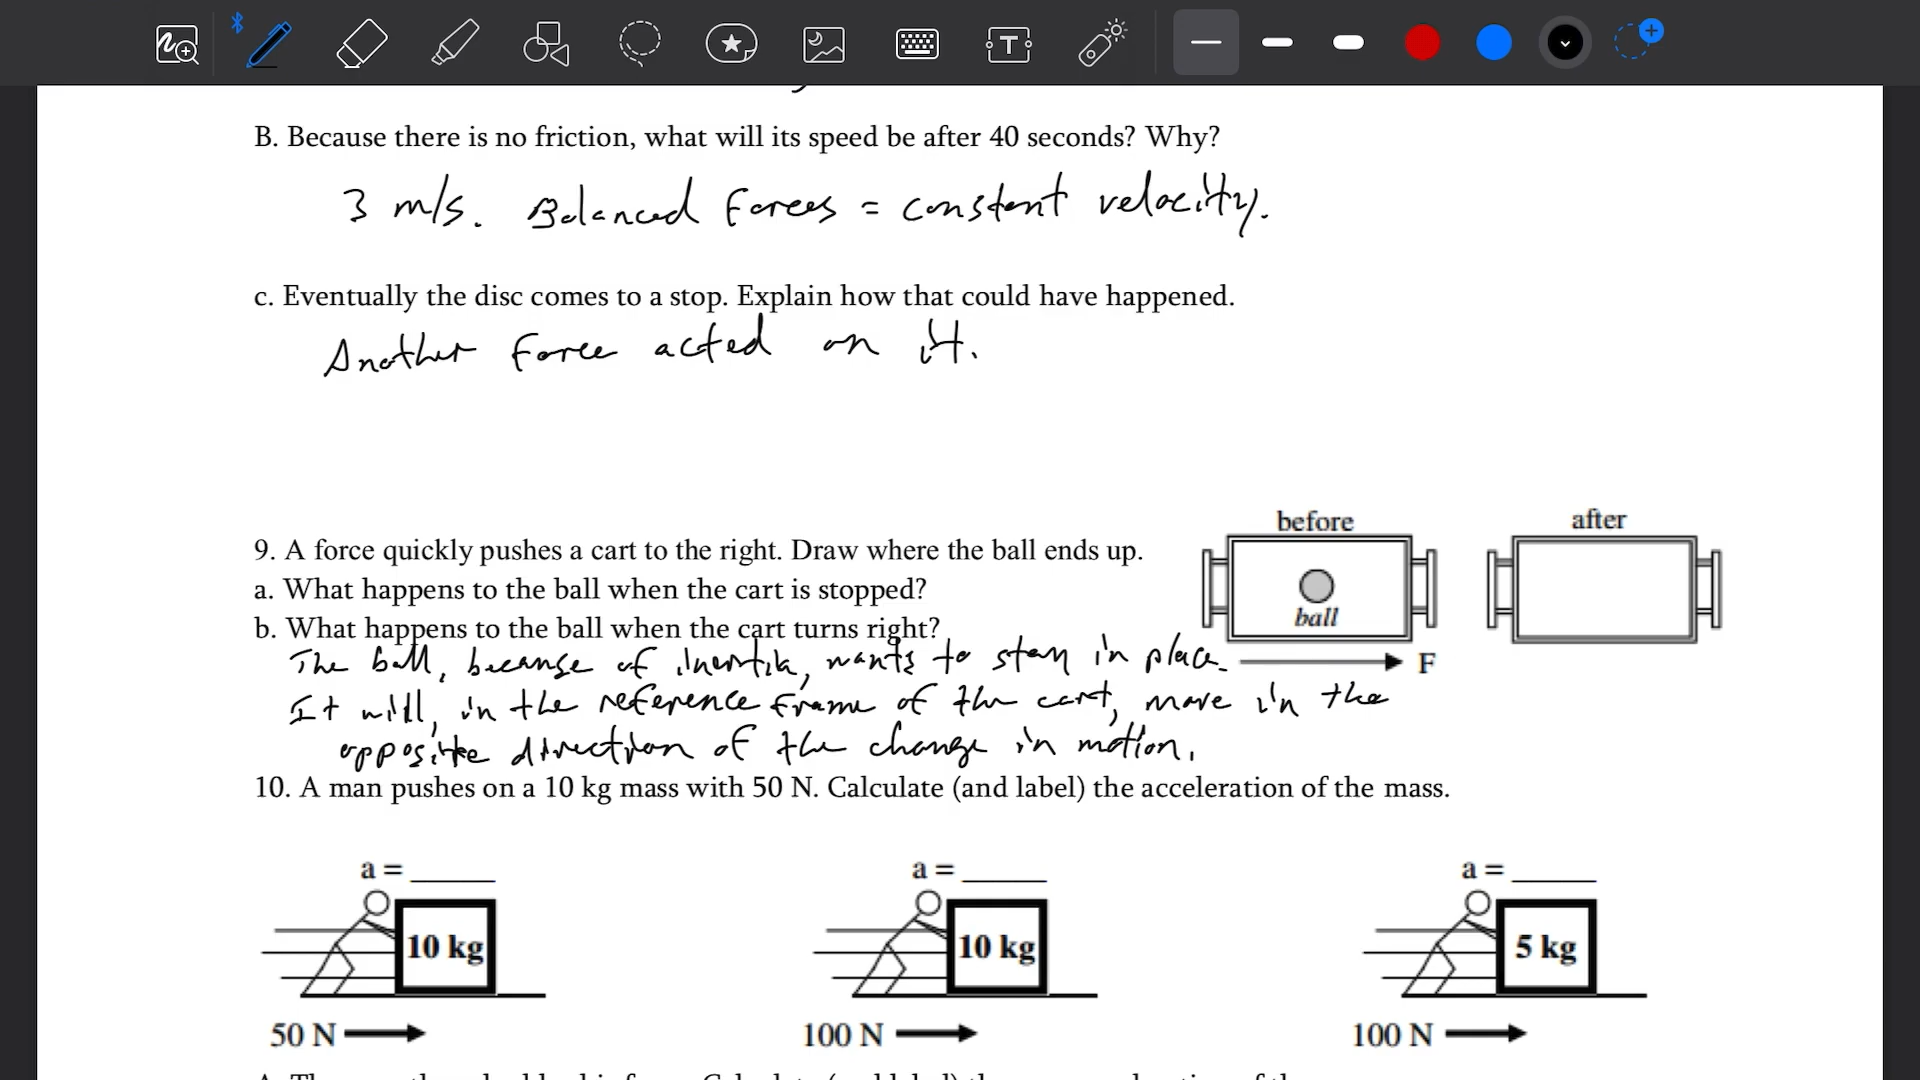 B. Because there is no friction, what will its speed be after 40 seconds? Why?
3 m/s. Balanced forces = constant velocity.
c. Eventually the disc comes to a stop. Explain how that could have happened.
Another force acted on it.
before
after
9. A force quickly pushes a cart to the right. Draw where the ball ends up.
a. What happens to the ball when the cart is stopped?
ball
b. What happens to the ball when the cart turns right?
The ball, because of inertia, wants to stay in place.
F
It will, in the reference frame of the cart, move in the
opposite direction of the change in motion.
10. A man pushes on a 10 kg mass with 50 N. Calculate (and label) the acceleration of the mass.
a = ______
a = ______
a = ______
10 kg
10 kg
5 kg
50 N
100 N
100 N